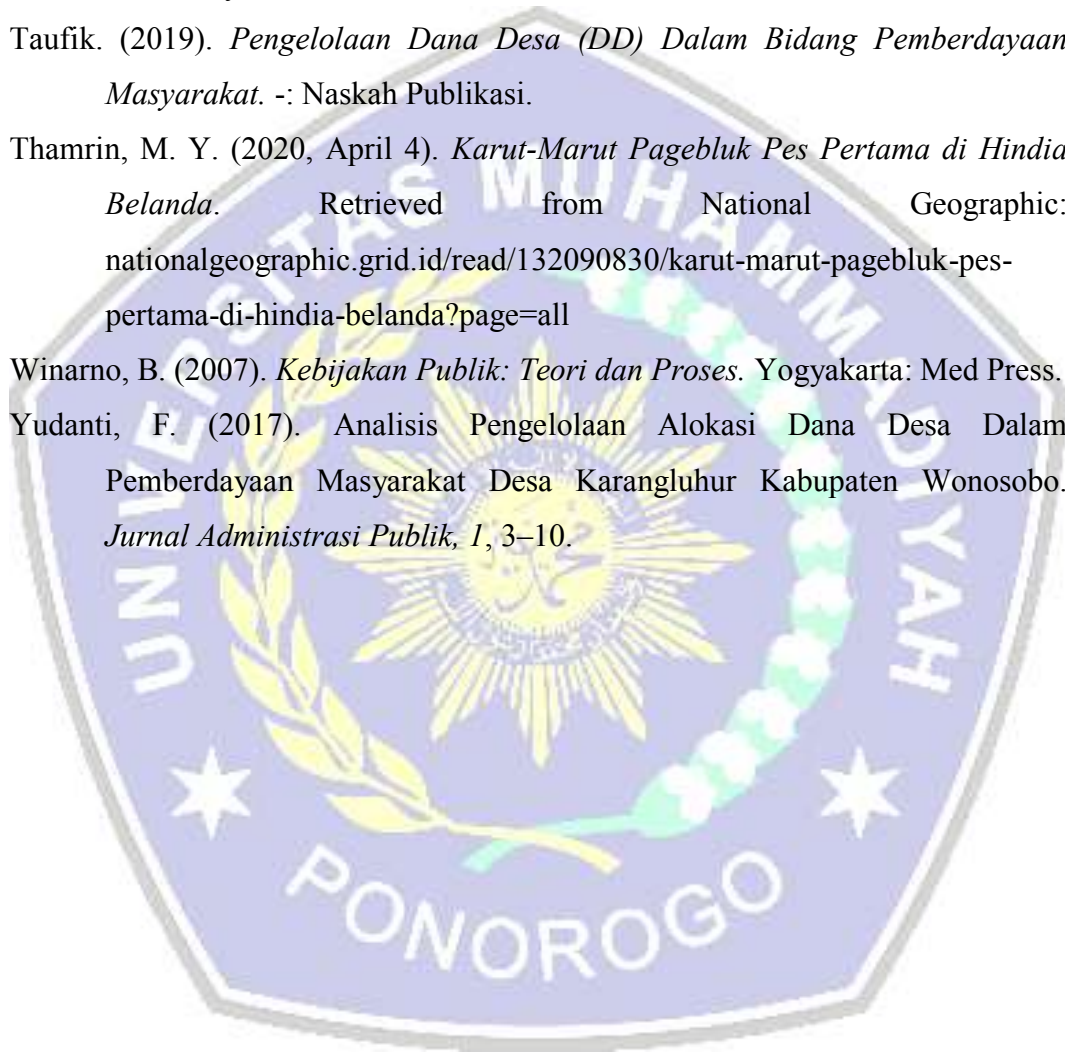 Taufik. (2019). Pengelolaan Dana Desa (DD) Dalam Bidang Pemberdayaan
Masyarakat. -: Naskah Publikasi.
Thamrin, M. Y. (2020, April 4). Karut-Marut Pagebluk Pes Pertama di Hindia
Belanda. Retrieved from National Geographic:
nationalgeographic.grid.id/read/132090830/karut-marut-pagebluk-pes-
pertama-di-hindia-belanda?page=all
Winarno, B. (2007). Kebijakan Publik: Teori dan Proses. Yogyakarta: Med Press.
Yudanti, F. (2017). Analisis Pengelolaan Alokasi Dana Desa Dalam
Pemberdayaan Masyarakat Desa Karangluhur Kabupaten Wonosobo.
Jurnal Administrasi Publik, 1, 3–10.
UNIVERSITAS MUHAMMADIYAH
PONOROGO